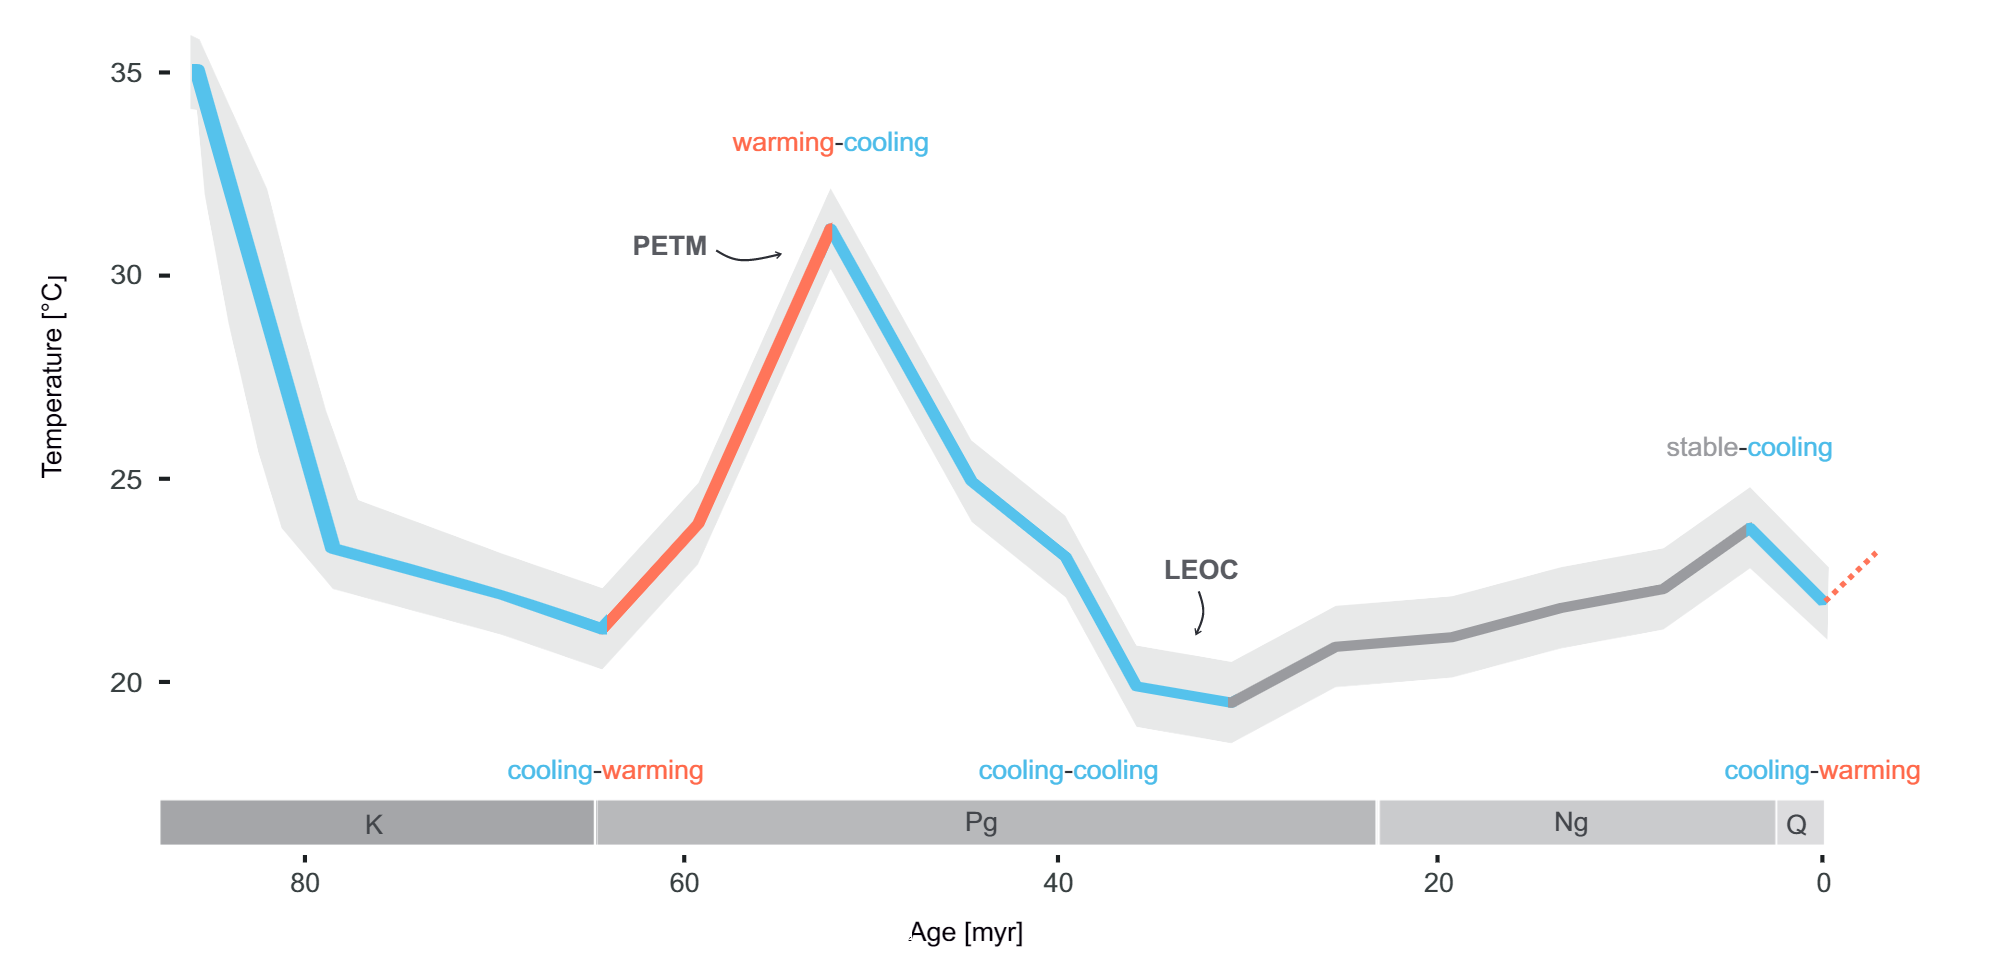 35
warming-cooling
PETM
30
Temperature [°C]
stable-cooling
25
LEOC
20
cooling-warming
cooling-cooling
cooling-warming
K
Pg
Ng
Q
80
60
40
20
0
Age [myr]